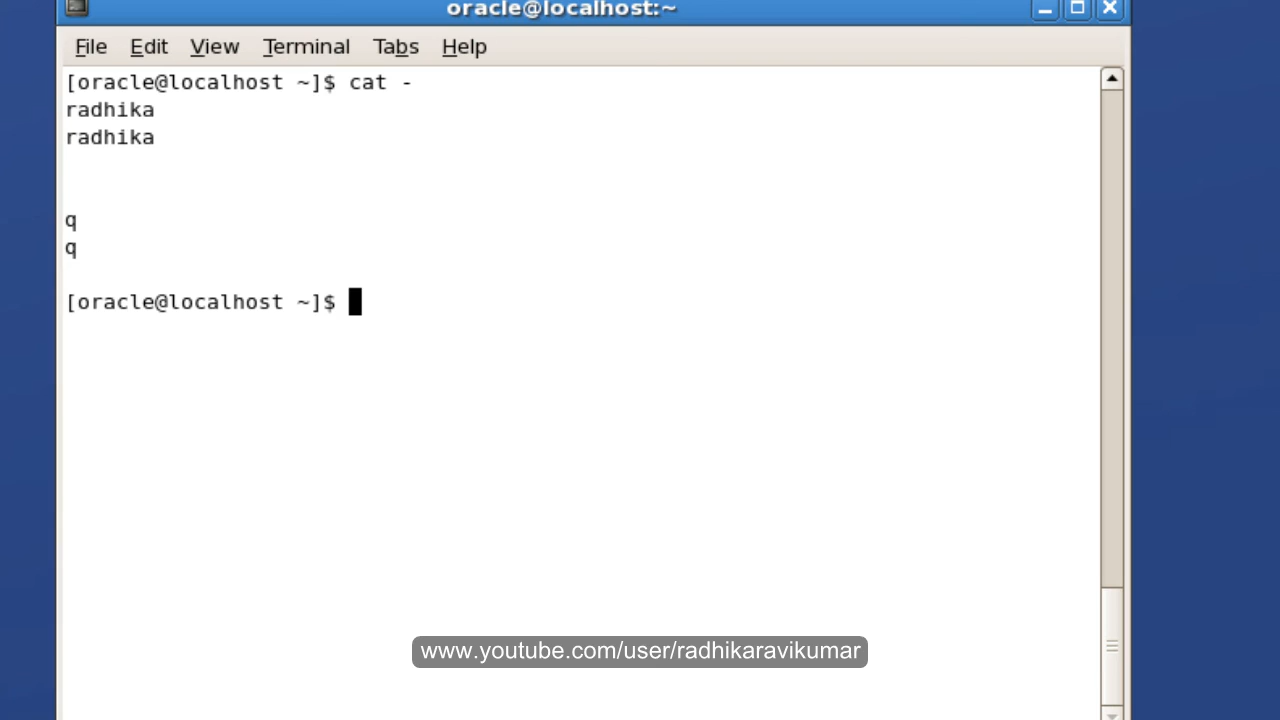 oracle@localhost:~
File Edit View Terminal Tabs Help
[oracle@localhost ~]$ cat -
radhika
radhika
q
q
[oracle@localhost ~]$
www.youtube.com/user/radhikaravikumar